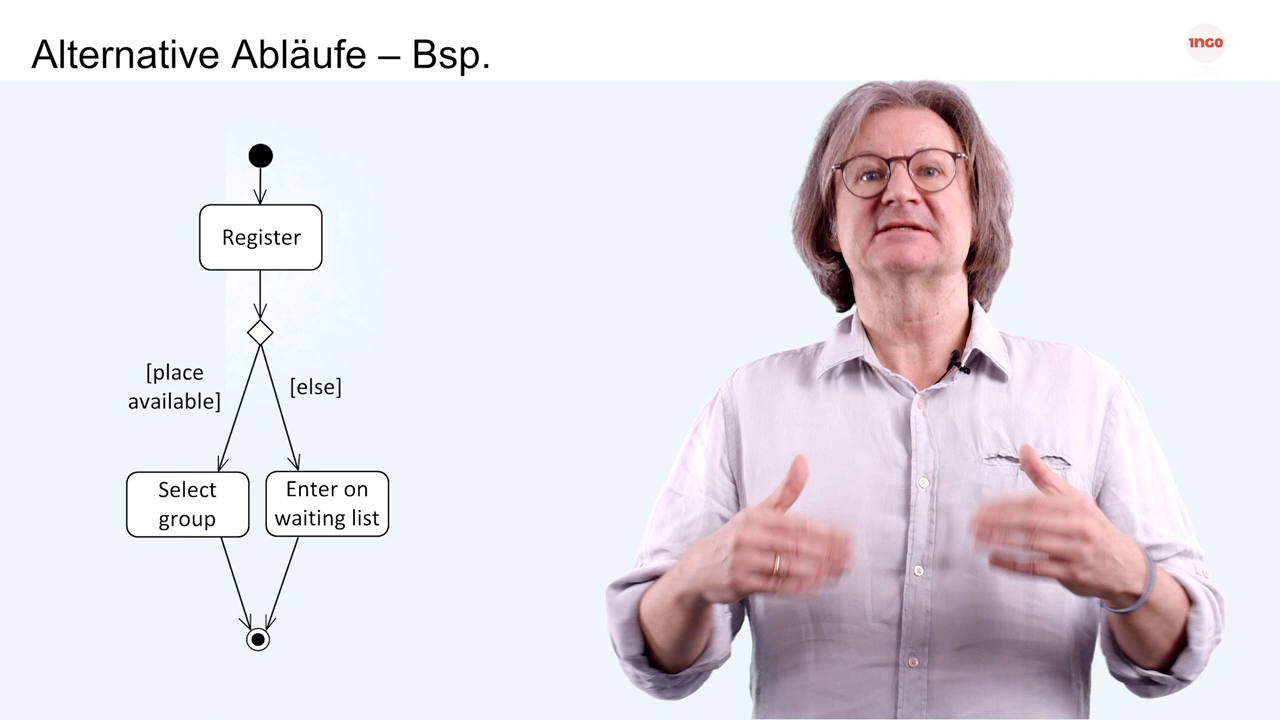 Alternative Abläufe – Bsp.
1NGO
Register
[place
available]
[else]
Select
group
Enter on
waiting list